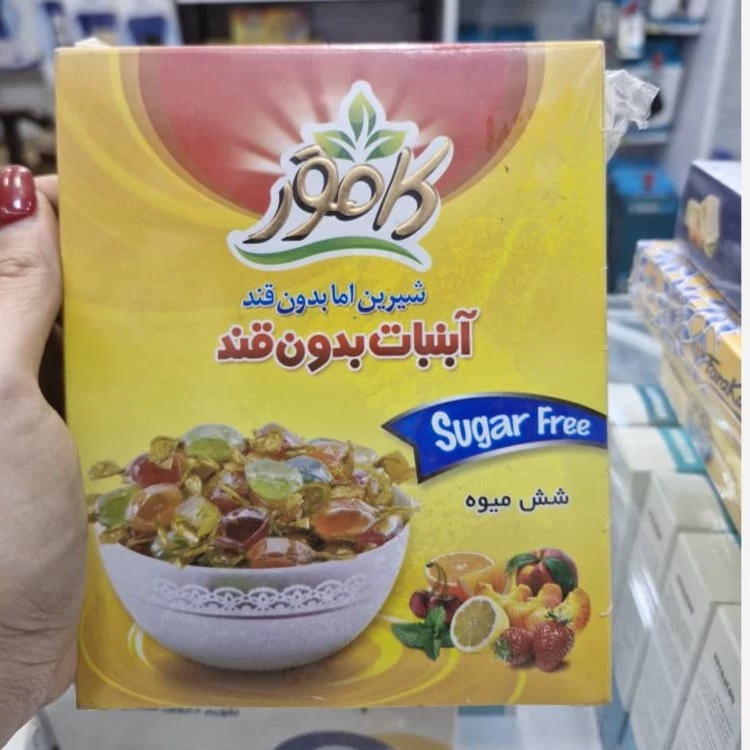 کامور
شیرین اما بدون قند
آبنبات بدون قند
Sugar Free
شش میوه